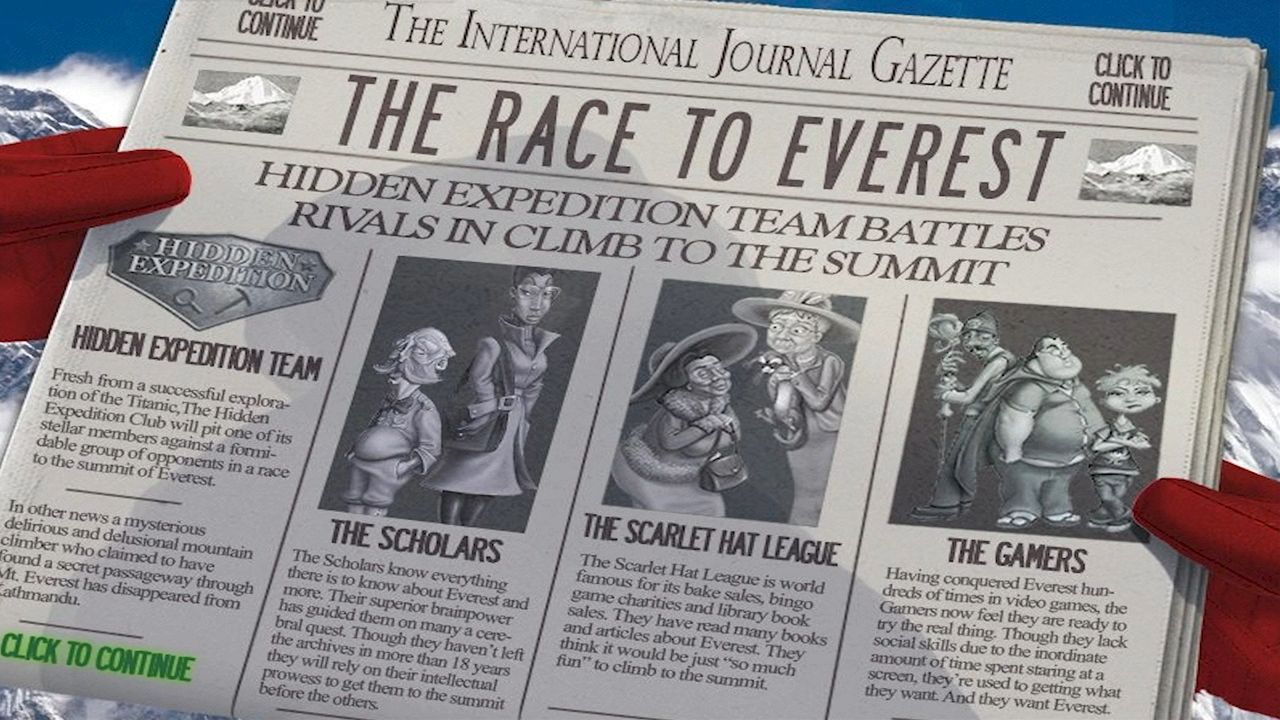 CLICK TO
CONTINUE
THE INTERNATIONAL JOURNAL GAZETTE
CLICK TO
CONTINUE
THE RACE TO EVEREST
HIDDEN EXPEDITION TEAM BATTLES
RIVALS IN CLIMB TO THE SUMMIT
HIDDEN
EXPEDITION
HIDDEN EXPEDITION TEAM
Fresh from a successful explora-
tion of the Titanic, The Hidden
Expedition Club will pit one of its
stellar members against a formi-
dable group of opponents in a race
to the summit of Everest.
In other news a mysterious
delirious and delusional mountain
climber who claimed to have
found a secret passageway through
Mt. Everest has disappeared from
Kathmandu.
CLICK TO CONTINUE
THE SCHOLARS
The Scholars know everything
there is to know about Everest and
more. Their superior brainpower
has guided them on many a cere-
bral quest. Though they haven't left
the archives in more than 18 years
they will rely on their intellectual
prowess to get them to the summit
before the others.
THE SCARLET HAT LEAGUE
The Scarlet Hat League is world
famous for its bake sales, bingo
game charities and library book
sales. They have read many books
and articles about Everest. They
think it would be just "so much
fun" to climb to the summit.
THE GAMERS
Having conquered Everest hun-
dreds of times in video games, the
Gamers now feel they are ready to
try the real thing. Though they lack
social skills due to the inordinate
amount of time spent staring at a
screen, they're used to getting what
they want. And they want Everest.